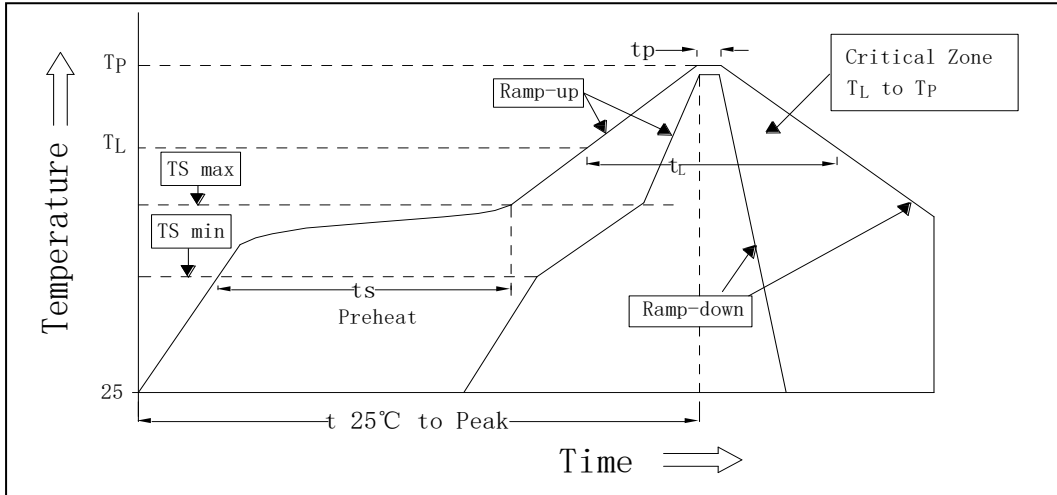 tp
TP
Critical Zone
TL to TP
Ramp-up
TL
TS max
tL
TS min
ts
Preheat
Ramp-down
25
t 25℃ to Peak
Temperature
Time